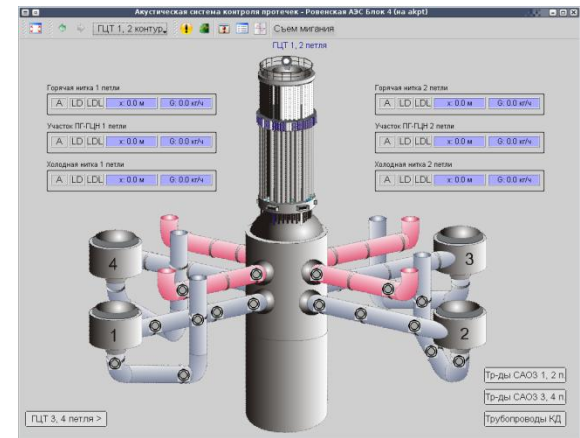 Акустическая система контроля протечек - Ровенская АЭС Блок 4 (на akpt)
ГЦТ 1, 2 контур
Съем мигания
ГЦТ 1, 2 петля
Горячая нитка 1 петли
A LD LDL x: 0.0 м G: 0.0 кг/ч
Участок ПГ-ГЦН 1 петли
A LD LDL x: 0.0 м G: 0.0 кг/ч
Холодная нитка 1 петли
A LD LDL x: 0.0 м G: 0.0 кг/ч
Горячая нитка 2 петли
A LD LDL x: 0.0 м G: 0.0 кг/ч
Участок ПГ-ГЦН 2 петли
A LD LDL x: 0.0 м G: 0.0 кг/ч
Холодная нитка 2 петли
A LD LDL x: 0.0 м G: 0.0 кг/ч
4
3
1
2
Тр-ды САОЗ 1, 2 п
Тр-ды САОЗ 3, 4 п
ГЦТ 3, 4 петля >
Трубопроводы КД